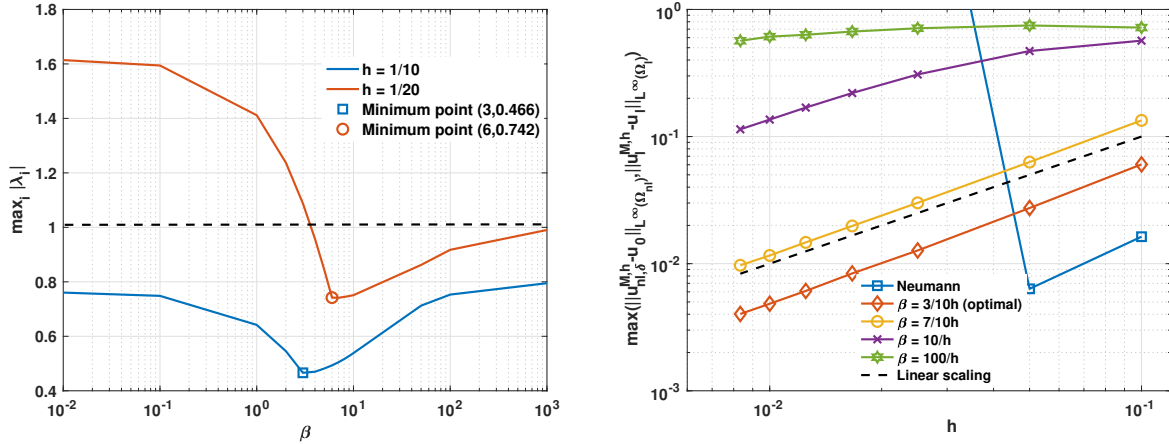 max_i |λ_i|
1.8
1.6
1.4
1.2
1
0.8
0.6
0.4
10^-2
10^-1
10^0
10^1
10^2
10^3
β
h = 1/10
h = 1/20
Minimum point (3,0.466)
Minimum point (6,0.742)
max(||u_{nl,δ}^{M,h}-u_0||_{L^∞(Ω_{nl})},||u_l^{M,h}-u_l||_{L^∞(Ω_l)})
10^0
10^-1
10^-2
10^-3
10^-2
10^-1
h
Neumann
β = 3/10h (optimal)
β = 7/10h
β = 10/h
β = 100/h
Linear scaling